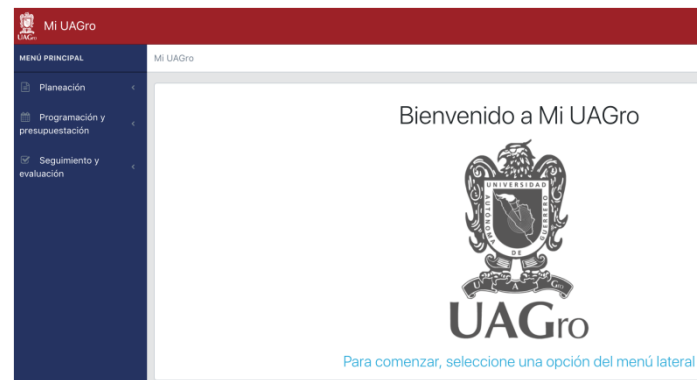 UAGro
Mi UAGro
MENÚ PRINCIPAL
Mi UAGro
Planeación
Programación y
presupuestación
Seguimiento y
evaluación
Bienvenido a Mi UAGro
UNIVERSIDAD
AUTÓNOMA
DE
GUERRERO
U A Gro
UAGro
Para comenzar, seleccione una opción del menú lateral